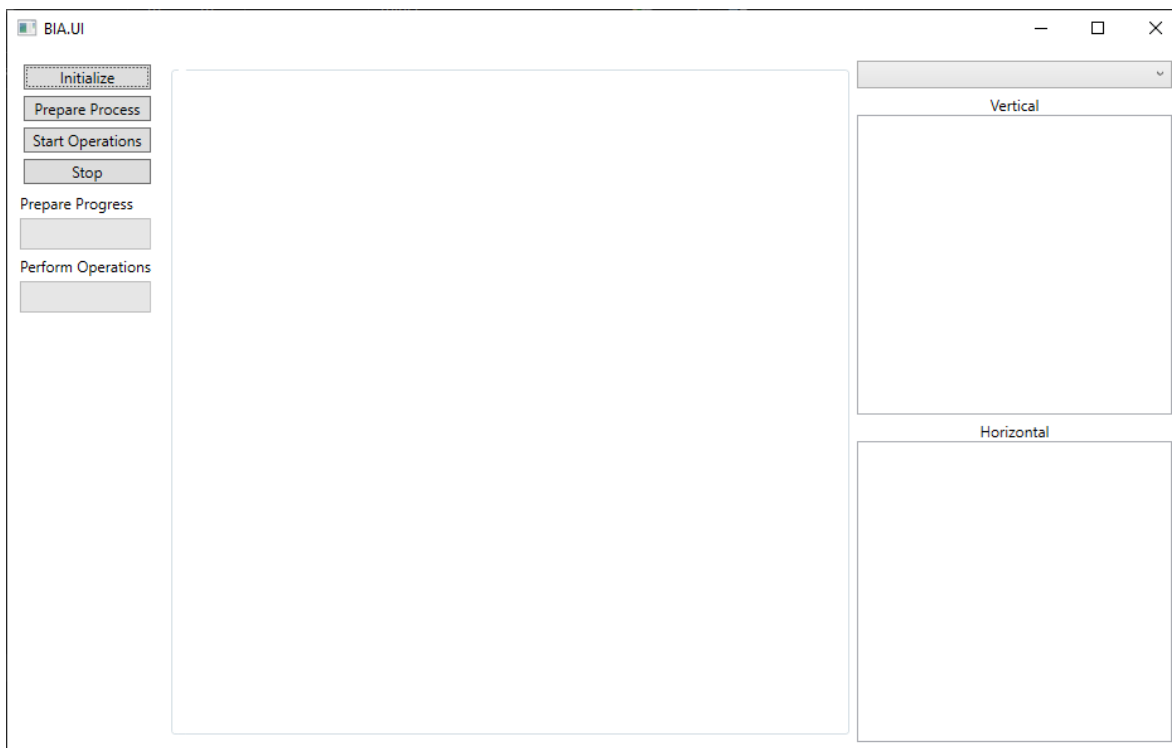 BIA.UI
Initialize
Prepare Process
Start Operations
Stop
Prepare Progress
Perform Operations
Vertical
Horizontal